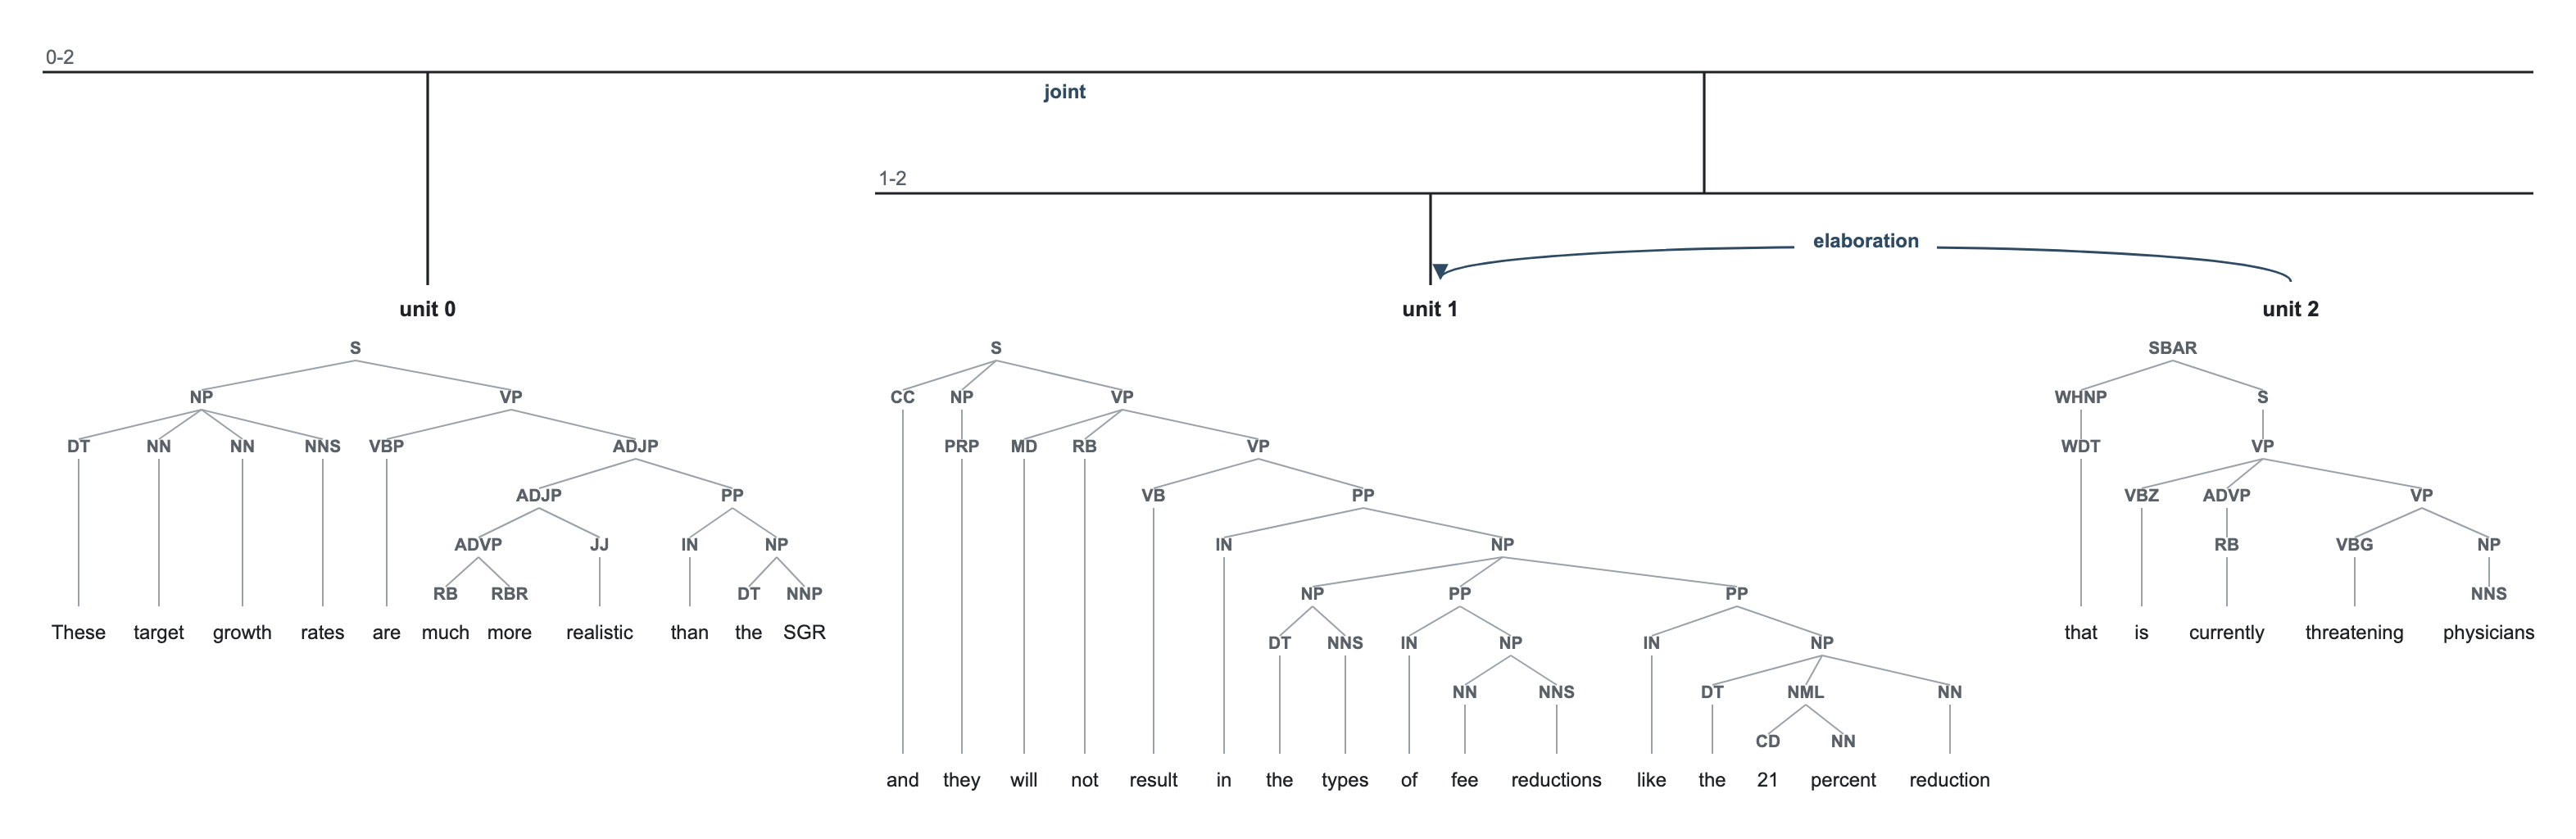 0-2
joint
1-2
elaboration
unit 0 unit 1 unit 2
S S SBAR
NP VP CC NP VP WHNP S
DT NN NN NNS VBP ADJP PRP MD RB VP WDT VP
ADJP PP VB PP VBZ ADVP VP
ADVP JJ IN NP IN NP RB VBG NP
RB RBR DT NNP NP PP PP NNS
These target growth rates are much more realistic than the SGR that is currently threatening physicians
DT NNS IN NP IN NP
NN NNS DT NML NN
CD NN
and they will not result in the types of fee reductions like the 21 percent reduction